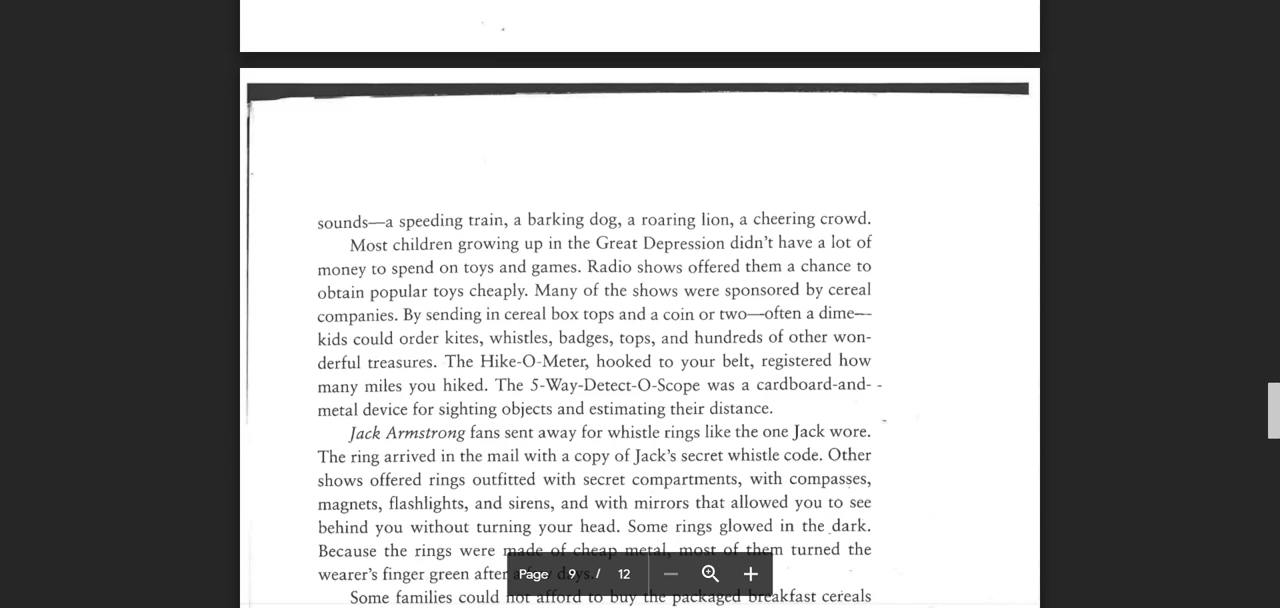 sounds—a speeding train, a barking dog, a roaring lion, a cheering crowd.
Most children growing up in the Great Depression didn't have a lot of
money to spend on toys and games. Radio shows offered them a chance to
obtain popular toys cheaply. Many of the shows were sponsored by cereal
companies. By sending in cereal box tops and a coin or two—often a dime—
kids could order kites, whistles, badges, tops, and hundreds of other won-
derful treasures. The Hike-O-Meter, hooked to your belt, registered how
many miles you hiked. The 5-Way-Detect-O-Scope was a cardboard-and-
metal device for sighting objects and estimating their distance.
Jack Armstrong fans sent away for whistle rings like the one Jack wore.
The ring arrived in the mail with a copy of Jack's secret whistle code. Other
shows offered rings outfitted with secret compartments, with compasses,
magnets, flashlights, and sirens, and with mirrors that allowed you to see
behind you without turning your head. Some rings glowed in the dark.
Because the rings were made of cheap metal, most of them turned the
wearer's finger green after a few days.
Page 9 / 12
Some families could not afford to buy the packaged breakfast cereals